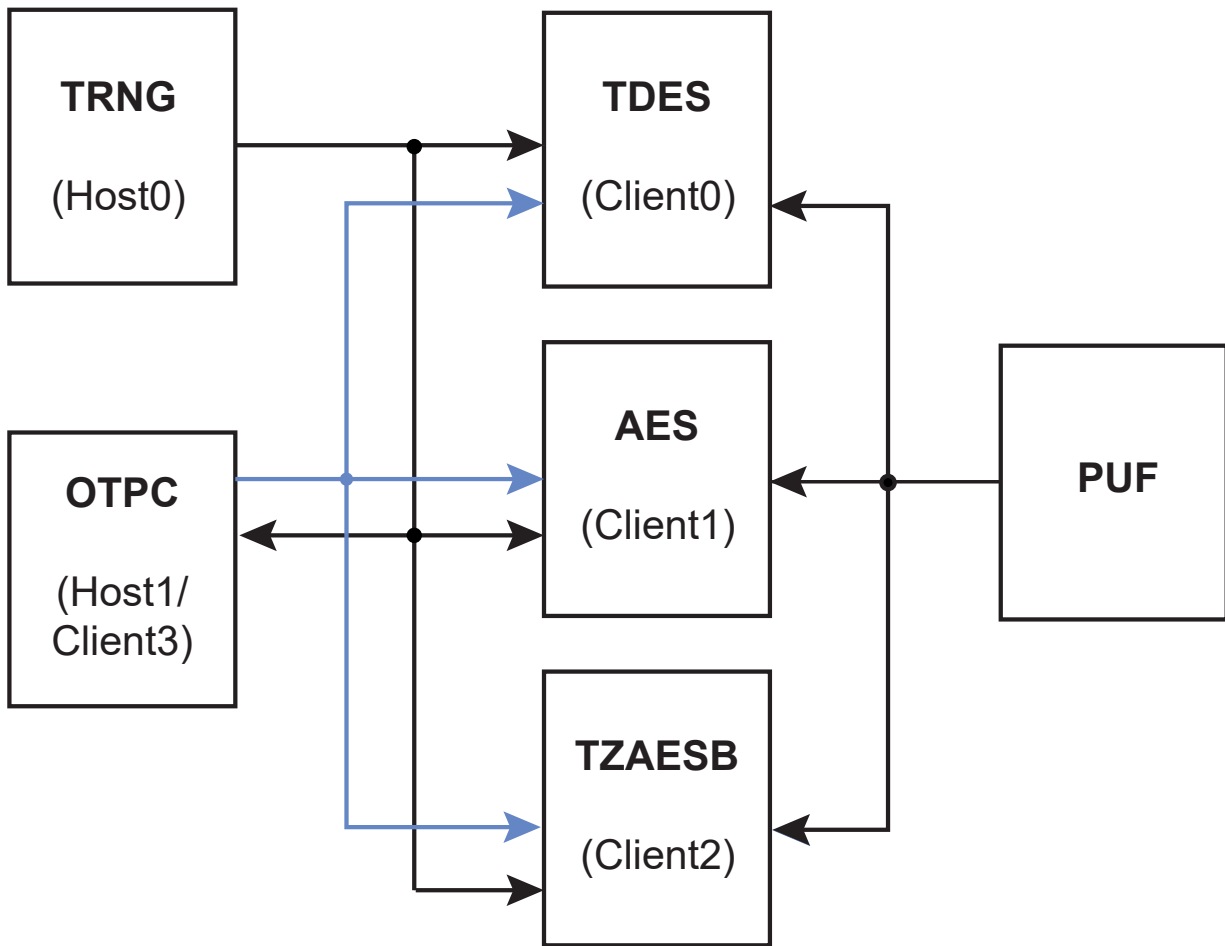 TRNG
(Host0)
TDES
(Client0)
OTPC
(Host1/
Client3)
AES
(Client1)
PUF
TZAESB
(Client2)